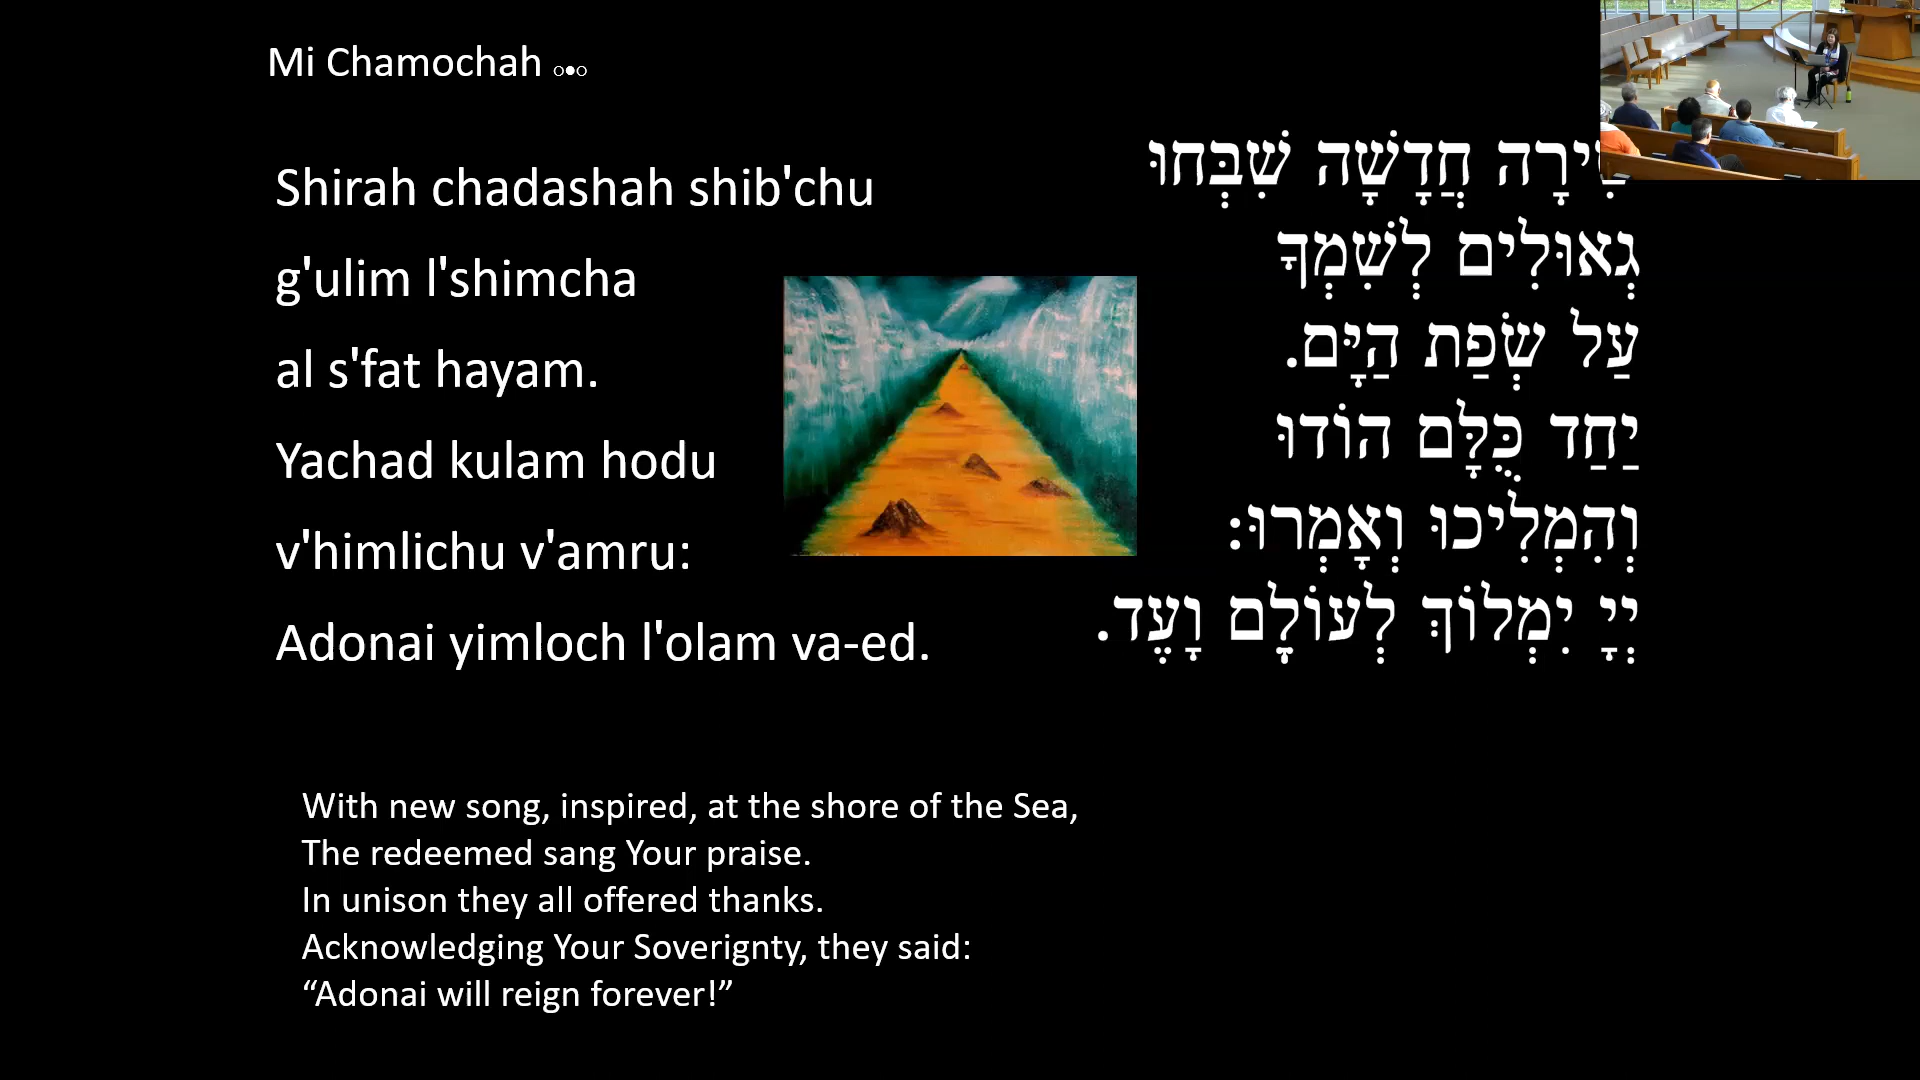 Mi Chamochah ○●○
Shirah chadashah shib'chu
g'ulim l'shimcha
al s'fat hayam.
Yachad kulam hodu
v'himlichu v'amru:
Adonai yimloch l'olam va-ed.
שִׁירָה חֲדָשָׁה שִׁבְּחוּ
גְאוּלִים לְשִׁמְךָ
עַל שְׂפַת הַיָּם.
יַחַד כֻּלָּם הוֹדוּ
וְהִמְלִיכוּ וְאָמְרוּ:
יְיָ יִמְלוֹךְ לְעוֹלָם וָעֶד.
With new song, inspired, at the shore of the Sea,
The redeemed sang Your praise.
In unison they all offered thanks.
Acknowledging Your Soverignty, they said:
“Adonai will reign forever!”